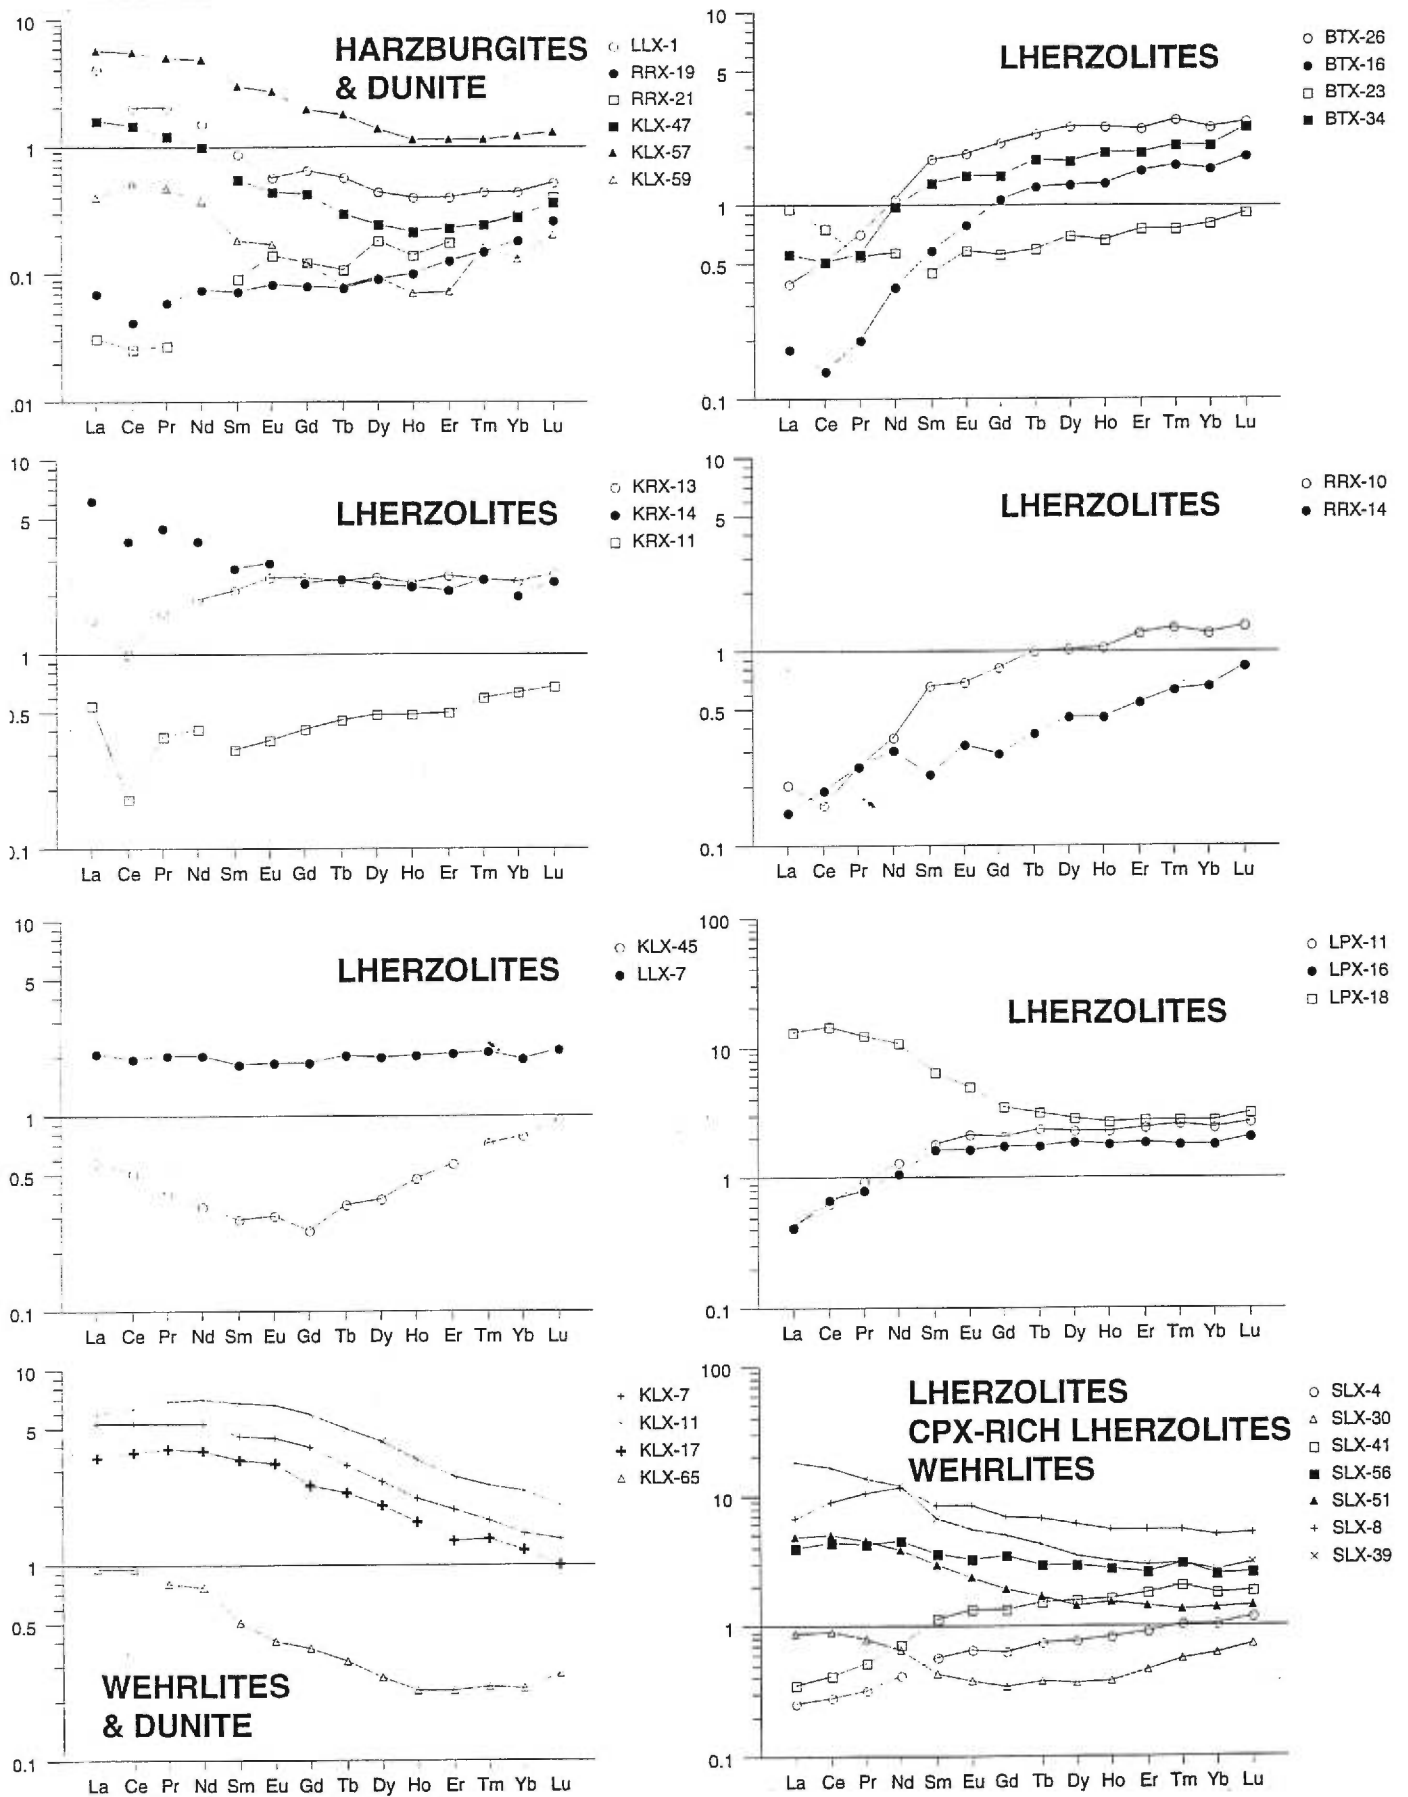 10
1
0.1
.01
HARZBURGITES
& DUNITE
LLX-1
RRX-19
RRX-21
KLX-47
KLX-57
KLX-59
La Ce Pr Nd Sm Eu Gd Tb Dy Ho Er Tm Yb Lu
10
5
1
0.5
0.1
LHERZOLITES
BTX-26
BTX-16
BTX-23
BTX-34
La Ce Pr Nd Sm Eu Gd Tb Dy Ho Er Tm Yb Lu
10
5
1
).5
).1
LHERZOLITES
KRX-13
KRX-14
KRX-11
La Ce Pr Nd Sm Eu Gd Tb Dy Ho Er Tm Yb Lu
10
5
1
0.5
0.1
LHERZOLITES
RRX-10
RRX-14
La Ce Pr Nd Sm Eu Gd Tb Dy Ho Er Tm Yb Lu
10
5
1
0.5
0.1
LHERZOLITES
KLX-45
LLX-7
La Ce Pr Nd Sm Eu Gd Tb Dy Ho Er Tm Yb Lu
100
10
1
0.1
LHERZOLITES
LPX-11
LPX-16
LPX-18
La Ce Pr Nd Sm Eu Gd Tb Dy Ho Er Tm Yb Lu
10
5
1
0.5
0.1
KLX-7
KLX-11
KLX-17
KLX-65
WEHRLITES
& DUNITE
La Ce Pr Nd Sm Eu Gd Tb Dy Ho Er Tm Yb Lu
100
10
1
0.1
LHERZOLITES
CPX-RICH LHERZOLITES
WEHRLITES
SLX-4
SLX-30
SLX-41
SLX-56
SLX-51
SLX-8
SLX-39
La Ce Pr Nd Sm Eu Gd Tb Dy Ho Er Tm Yb Lu